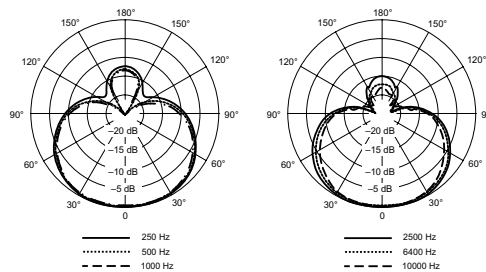 180°
150° 150°
120° 120°
90° 90°
60° 60°
30° 30°
0
–20 dB
–15 dB
–10 dB
–5 dB
250 Hz
500 Hz
1000 Hz
180°
150° 150°
120° 120°
90° 90
60° 60°
30° 30°
0
–20 dB
–15 dB
–10 dB
–5 dB
2500 Hz
6400 Hz
10000 Hz